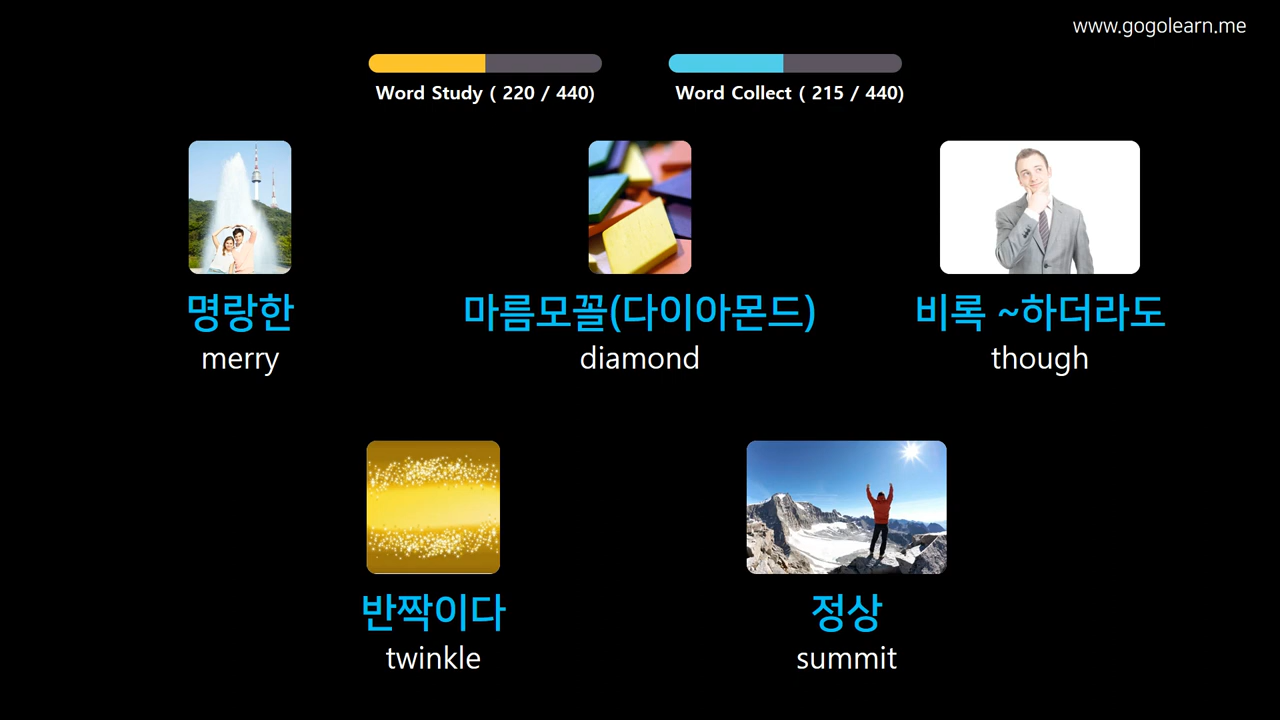 www.gogolearn.me
Word Study ( 220 / 440)
Word Collect ( 215 / 440)
명랑한
merry
마름모꼴(다이아몬드)
diamond
비록 ~하더라도
though
반짝이다
twinkle
정상
summit